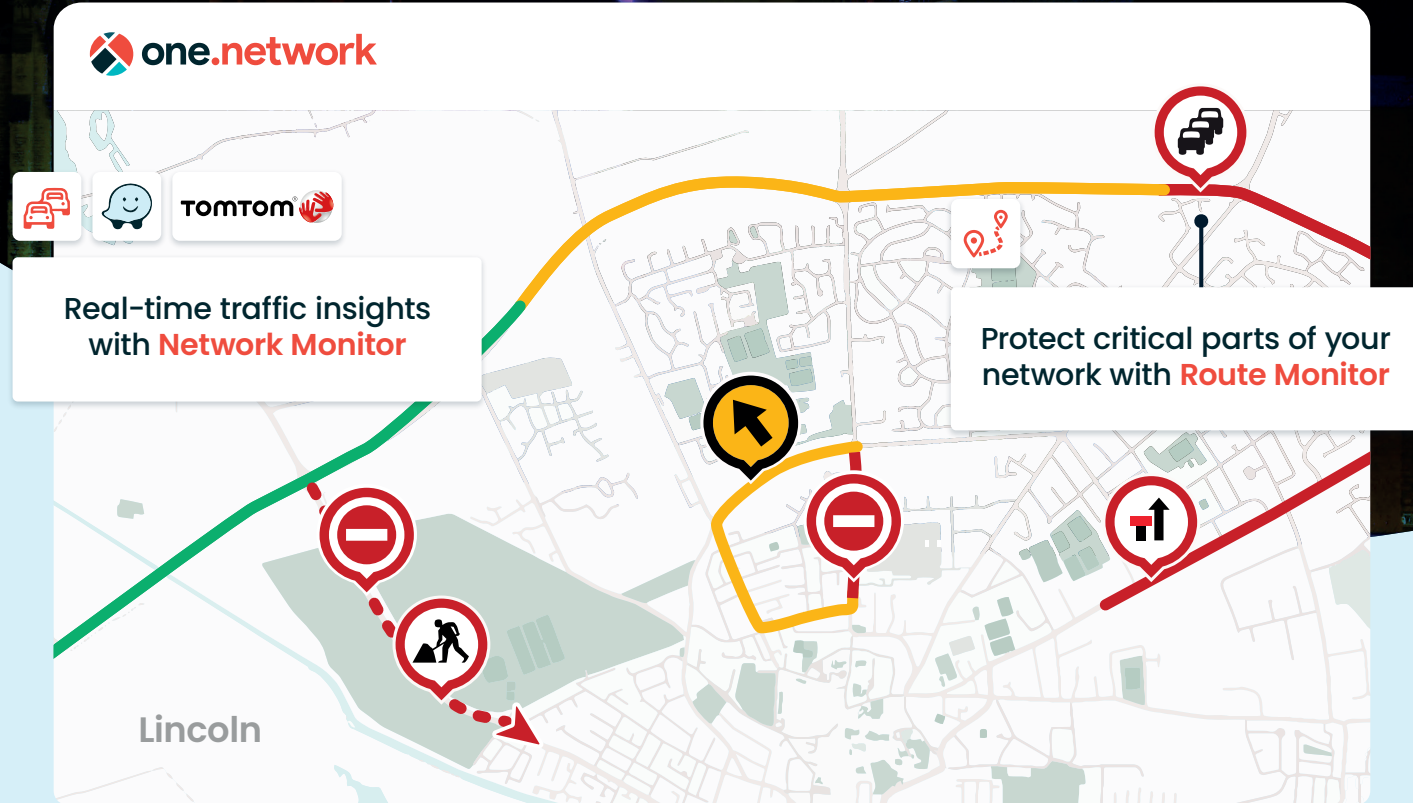 one.network
TOMTOM
Real-time traffic insights
with Network Monitor
Protect critical parts of your
network with Route Monitor
Lincoln